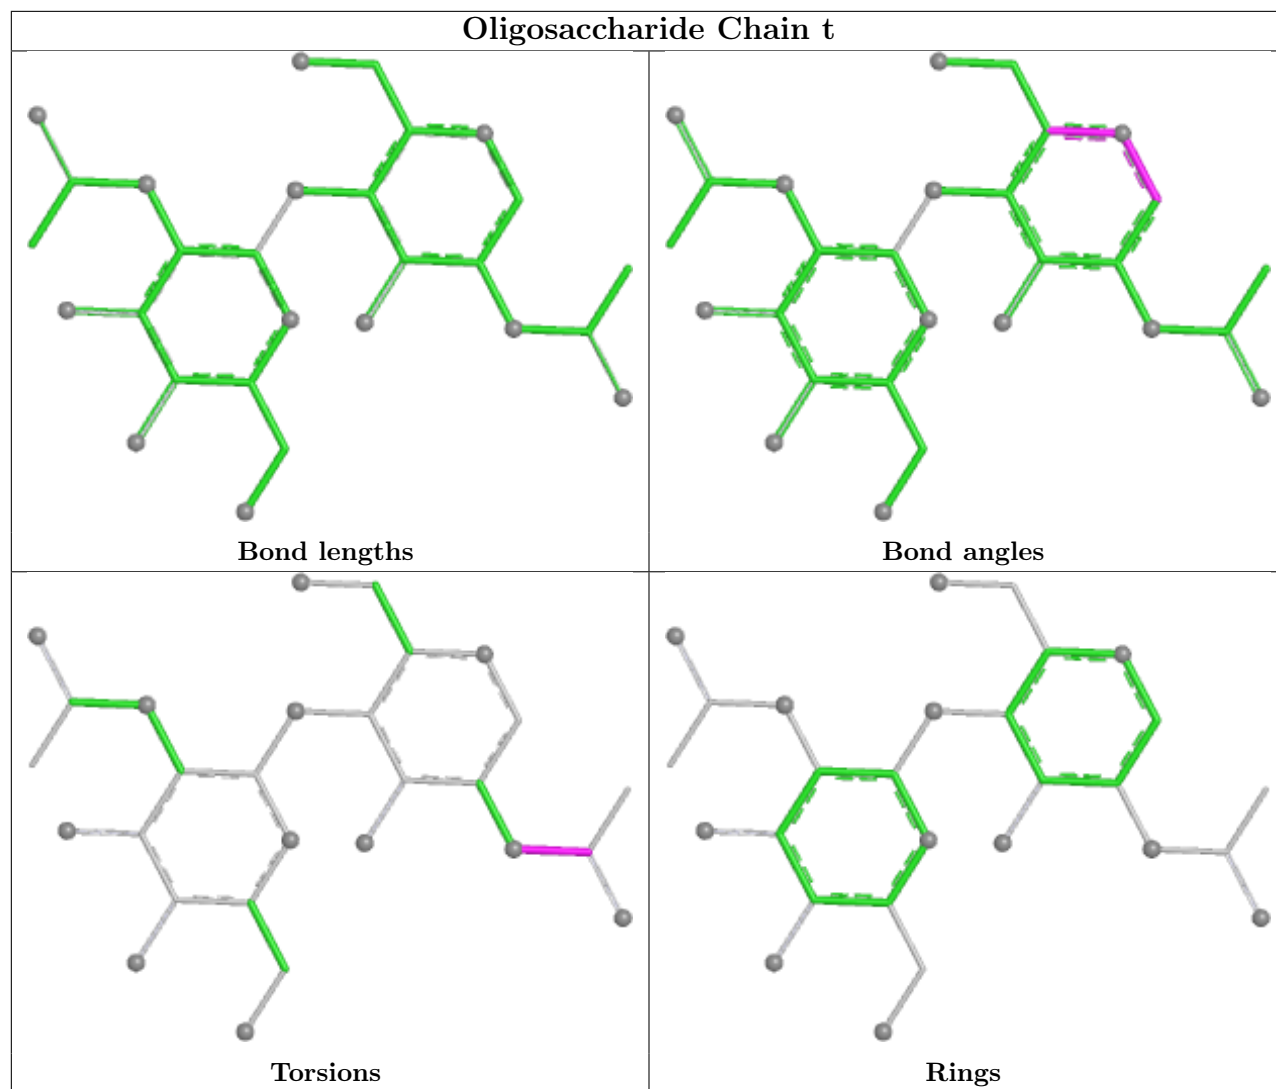 Oligosaccharide Chain t
Bond lengths
Bond angles
Torsions
Rings